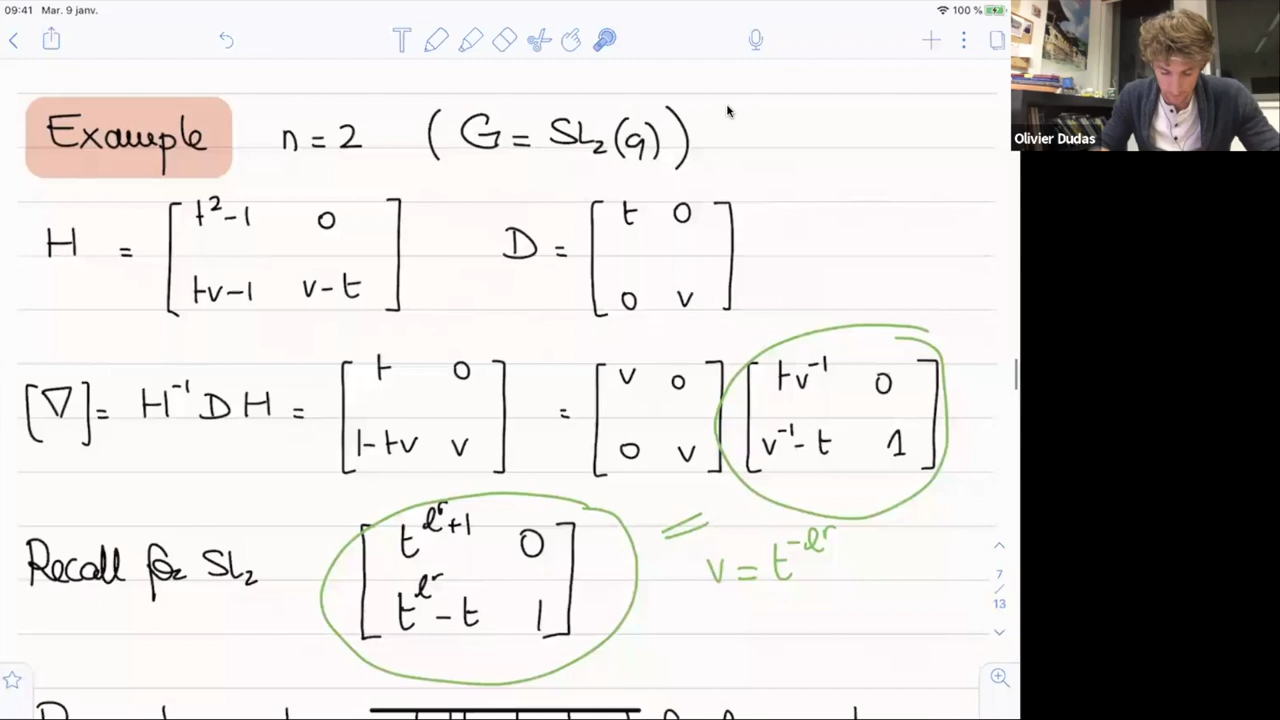 09:41 Mar. 9 janv.
100 %
Olivier Dudas
Example n = 2 ( G = SL₂(q) )
H = [ t²-1 0 ; tv-1 v-t ] D = [ t 0 ; 0 v ]
[∇] = H⁻¹ D H = [ t 0 ; 1-tv v ] = [ v 0 ; 0 v ] [ tv⁻¹ 0 ; v⁻¹-t 1 ]
Recall for SL₂ [ t^{ℓ^r+1} 0 ; t^{ℓ^r} - t 1 ] = v = t^{-ℓ^r}
7
/
13